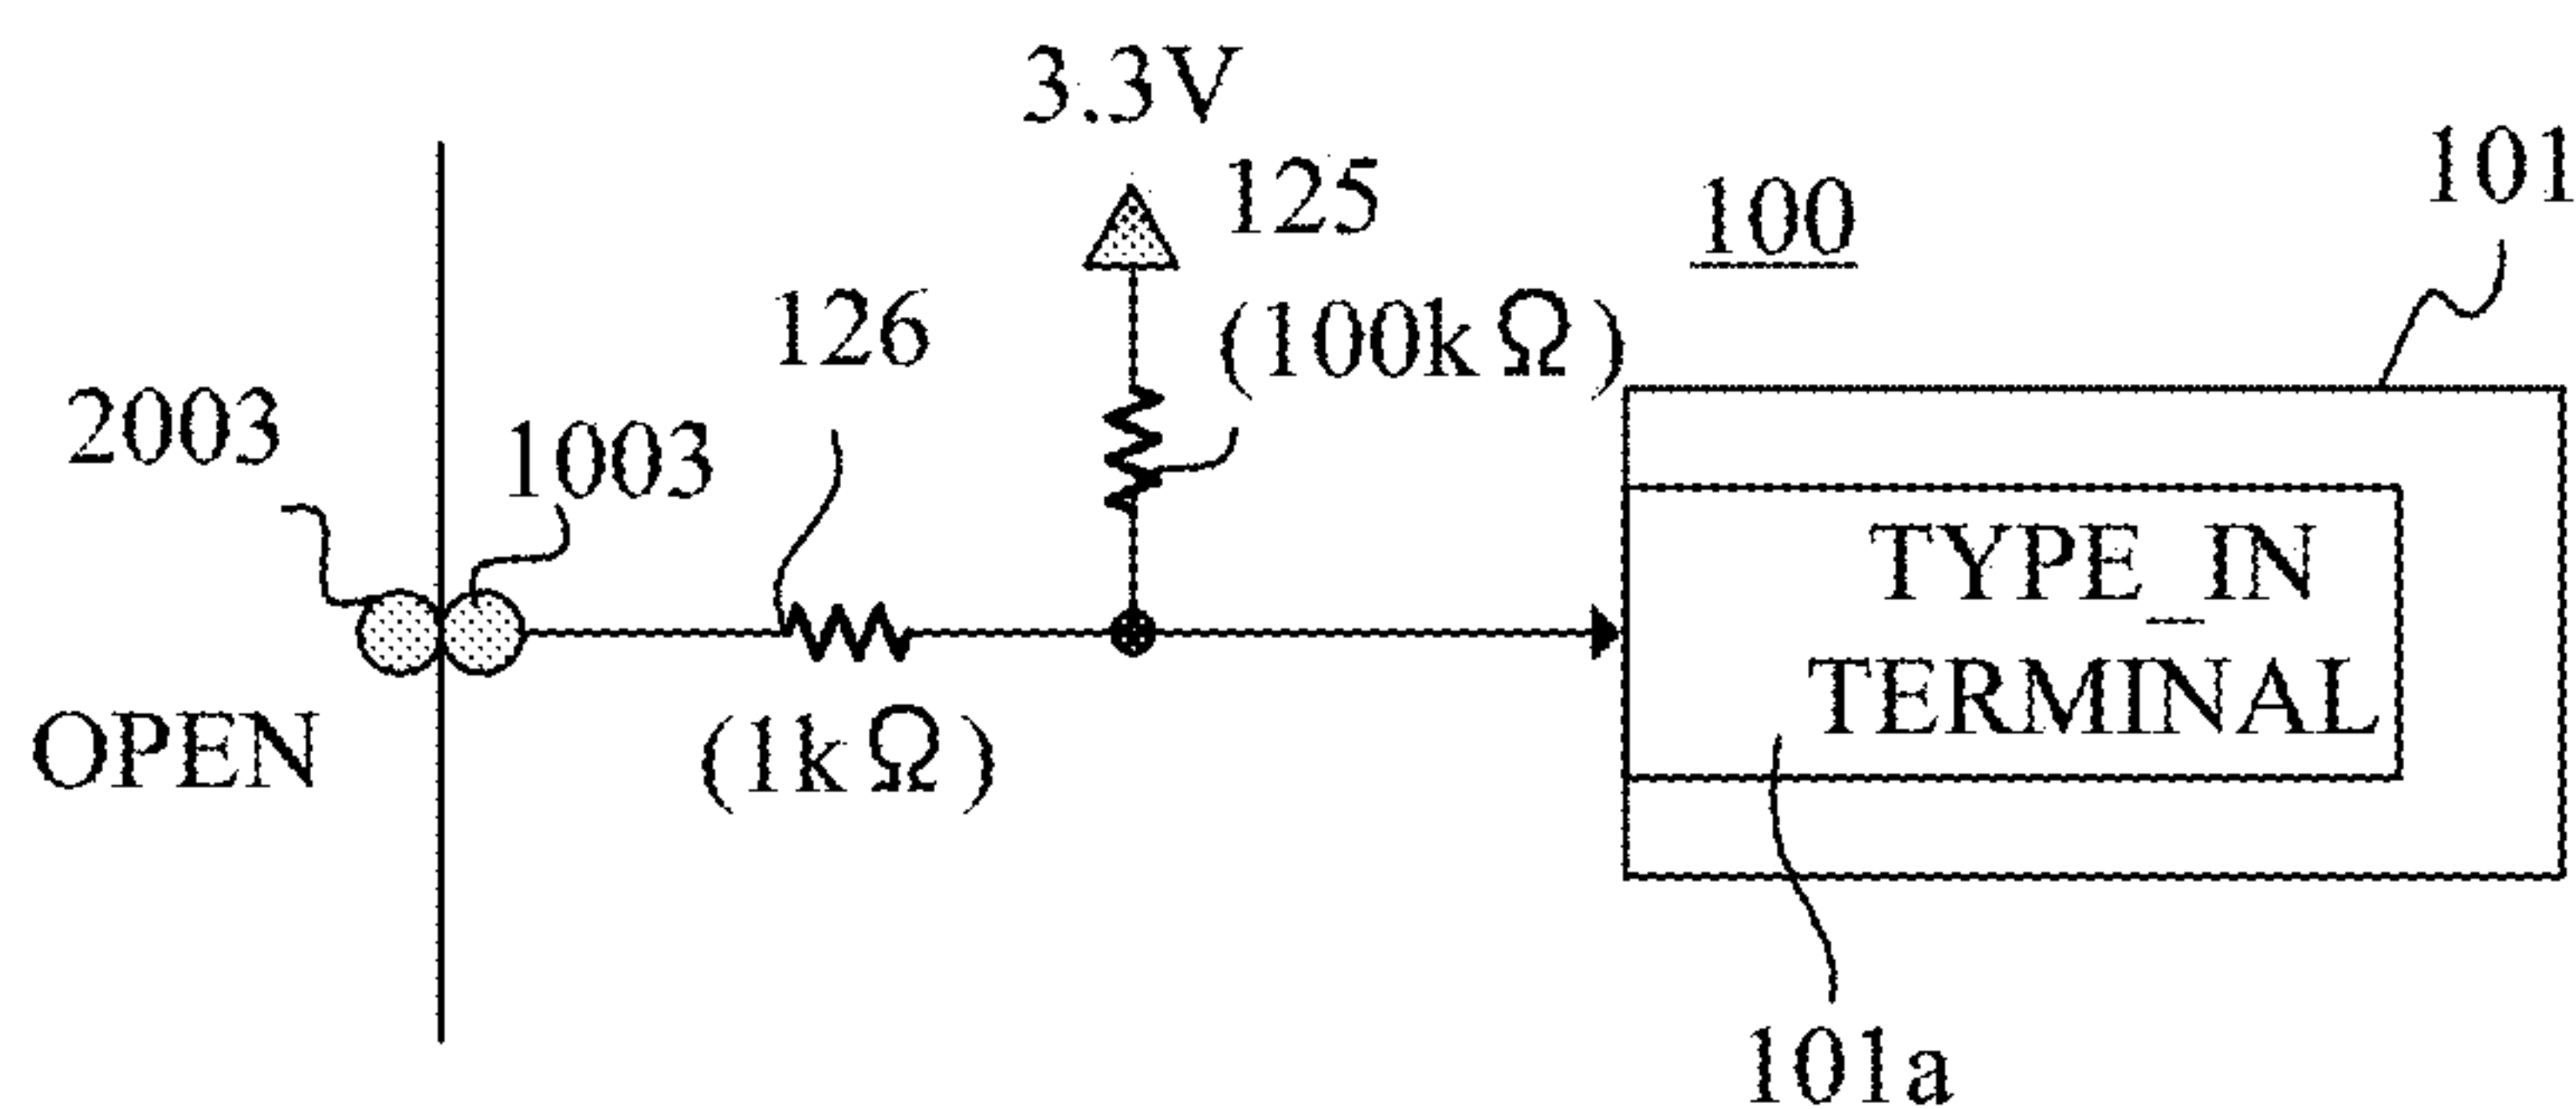 3.3V
125
(100kΩ)
100
101
126
2003
1003
TYPE_IN
TERMINAL
OPEN
(1kΩ)
101a